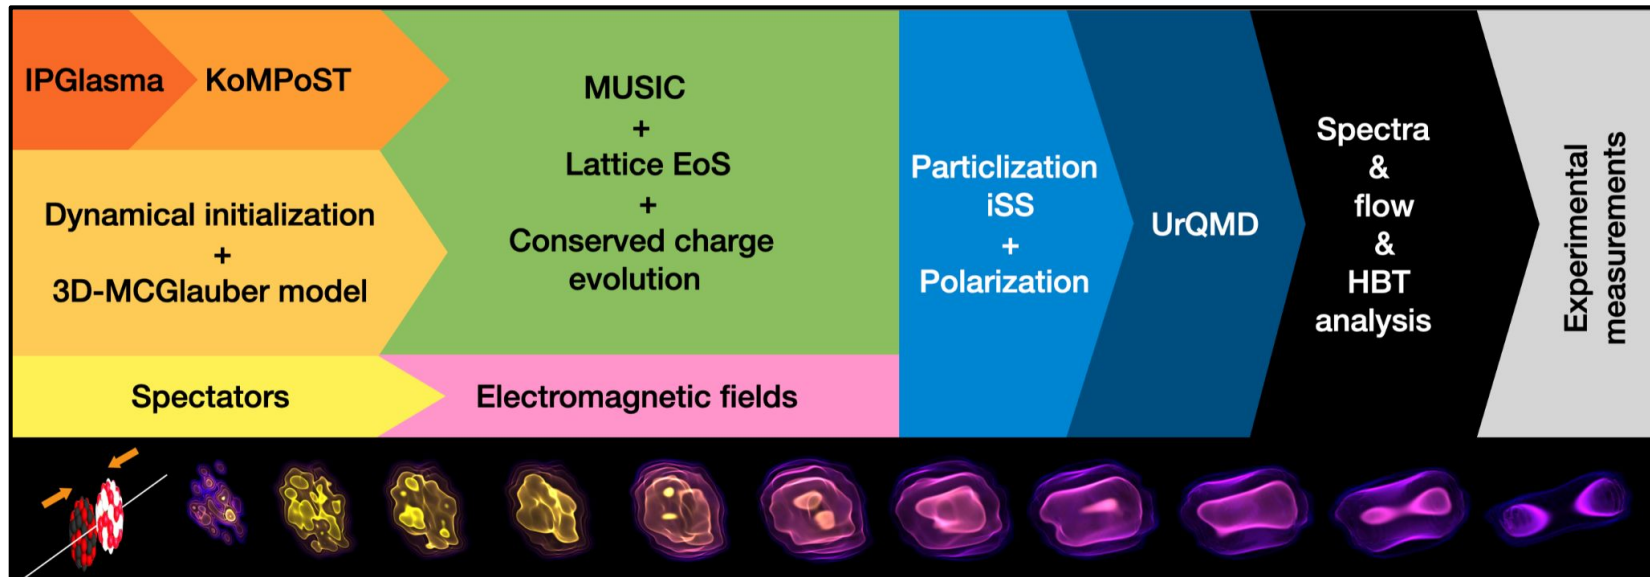 IPGlasma
KoMPoST
Dynamical initialization
+
3D-MCGlauber model
Spectators
MUSIC
+
Lattice EoS
+
Conserved charge
evolution
Electromagnetic fields
Particlization
iSS
+
Polarization
UrQMD
Spectra
&
flow
&
HBT
analysis
Experimental
measurements